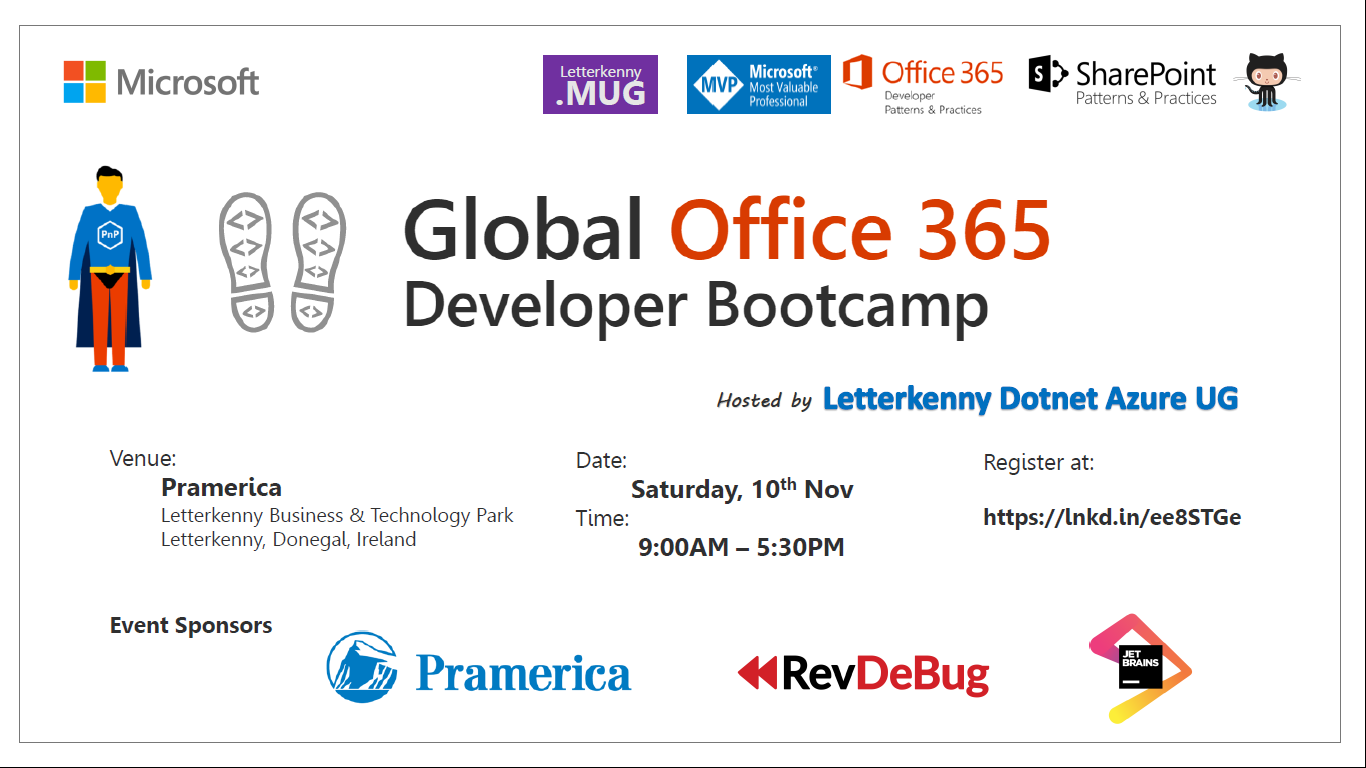 Microsoft
Letterkenny
.MUG
MVP
Microsoft®
Most Valuable
Professional
Office 365
Developer
Patterns & Practices
S
SharePoint
Patterns & Practices
PnP
<> <>
<> <>
<> <>
<> <>
Global Office 365
Developer Bootcamp
Hosted by Letterkenny Dotnet Azure UG
Venue:
Pramerica
Letterkenny Business & Technology Park
Letterkenny, Donegal, Ireland
Date:
Saturday, 10th Nov
Time:
9:00AM – 5:30PM
Register at:
https://lnkd.in/ee8STGe
Event Sponsors
Pramerica
RevDeBug
JET
BRAINS